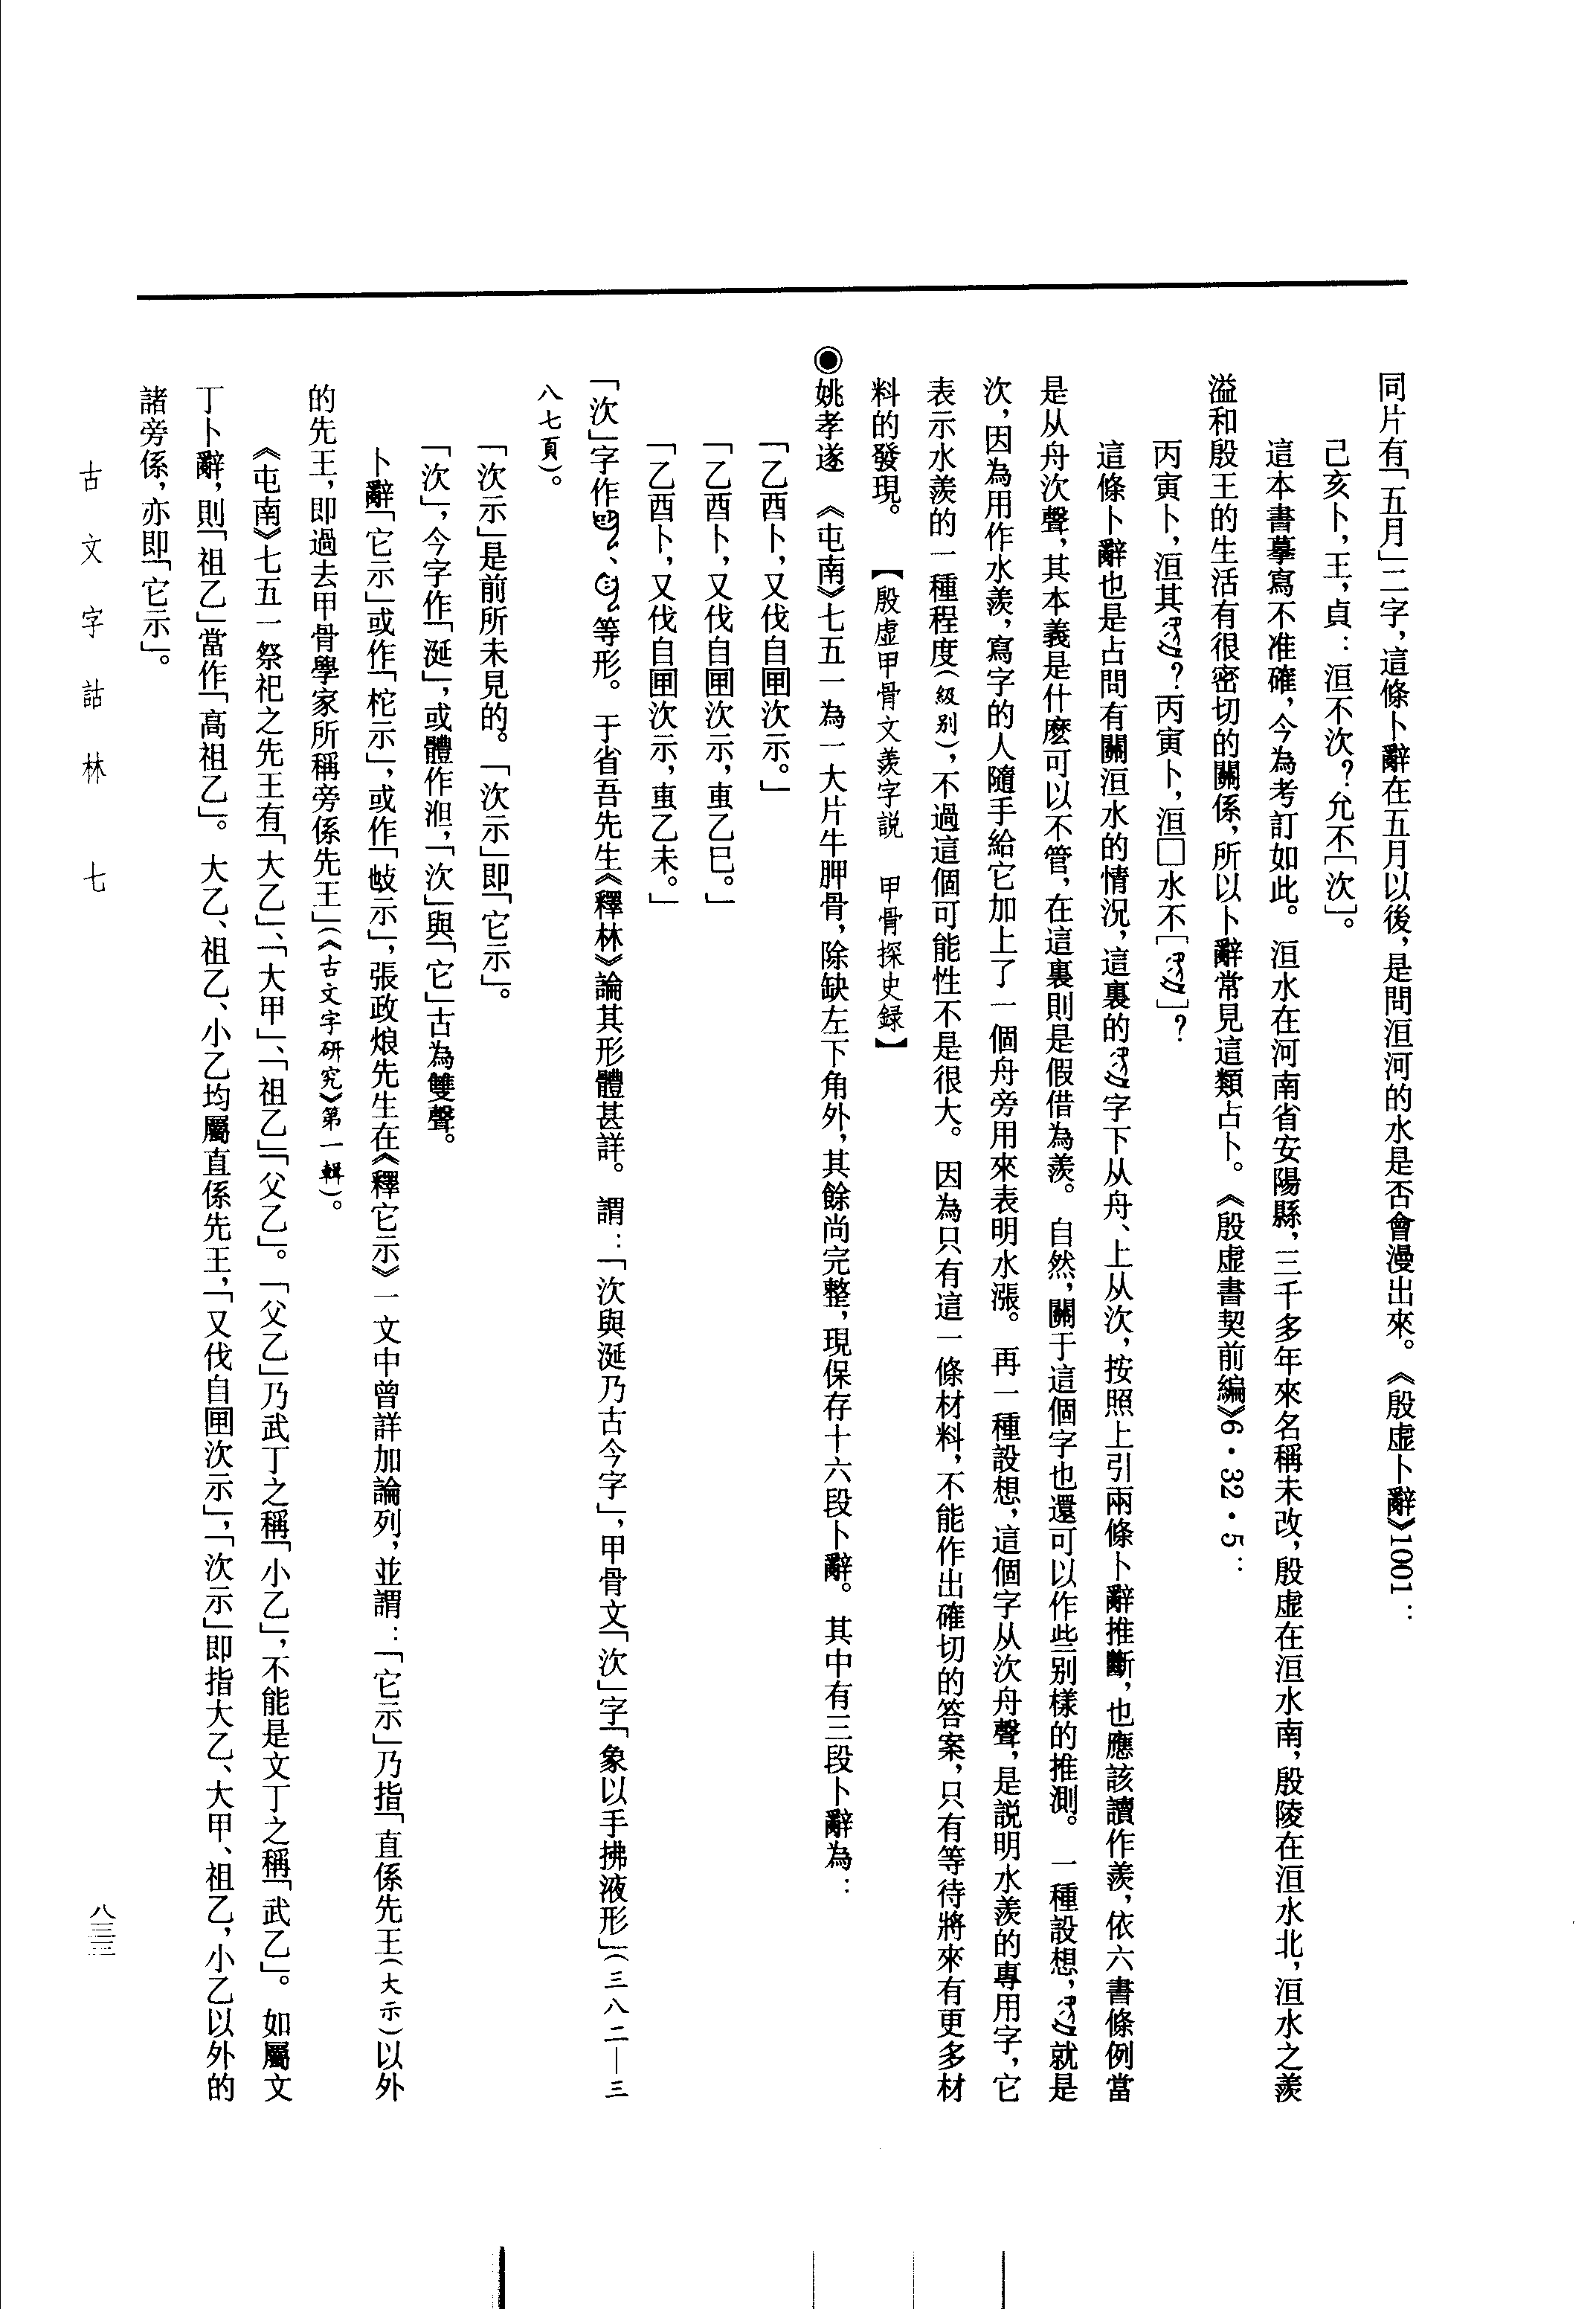 同片有「五月」二字，這條卜辭在五月以後，是問洹河的水是否會漫出來。《殷虛卜辭》1001：
己亥卜，王，貞：洹不次？允不［次］。
這本書摹寫不准確，今為考訂如此。洹水在河南省安陽縣，三千多年來名稱未改，殷虛在洹水南，殷陵在洹水北，洹水之羨
溢和殷王的生活有很密切的關係，所以卜辭常見這類占卜。《殷虛書契前編》6·32·5：
丙寅卜，洹其？丙寅卜，洹□水不［］？
這條卜辭也是占問有關洹水的情況，這裏的字下从舟、上从次，按照上引兩條卜辭推斷，也應該讀作羨，依六書條例當
是从舟次聲，其本義是什麽可以不管，在這裏則是假借為羨。自然，關于這個字也還可以作些别樣的推測。一種設想，就是
次，因為用作水羨，寫字的人隨手給它加上了一個舟旁用來表明水漲。再一種設想，這個字从次舟聲，是説明水羨的專用字，它
表示水羨的一種程度（級别），不過這個可能性不是很大。因為只有這一條材料，不能作出確切的答案，只有等待將來有更多材
料的發現。　【殷虛甲骨文羨字説　甲骨探史録】
◉姚孝遂　《屯南》七五一為一大片牛胛骨，除缺左下角外，其餘尚完整，現保存十六段卜辭。其中有三段卜辭為：
「乙酉卜，又伐自𠃬次示。」
「乙酉卜，又伐自𠃬次示，叀乙巳。」
「乙酉卜，又伐自𠃬次示，叀乙未。」
「次」字作、等形。于省吾先生《釋林》論其形體甚詳。謂：「次與涎乃古今字」，甲骨文「次」字「象以手拂液形」（三八二—三
八七頁）。
「次示」是前所未見的。「次示」即「它示」。
「次」，今字作「涎」，或體作㳝，「次」與「它」古為雙聲。
卜辭「它示」或作「柁示」，或作「䖝示」，張政烺先生在《釋它示》一文中曾詳加論列，並謂：「它示」乃指「直係先王（大示）以外
的先王，即過去甲骨學家所稱旁係先王」（《古文字研究》第一輯）。
《屯南》七五一祭祀之先王有「大乙」、「大甲」、「祖乙」「父乙」。「父乙」乃武丁之稱「小乙」，不能是文丁之稱「武乙」。如屬文
丁卜辭，則「祖乙」當作「高祖乙」。大乙、祖乙、小乙均屬直係先王，「又伐自𠃬次示」，「次示」即指大乙、大甲、祖乙，小乙以外的
諸旁係，亦即「它示」。
古文字詁林　七
八三三